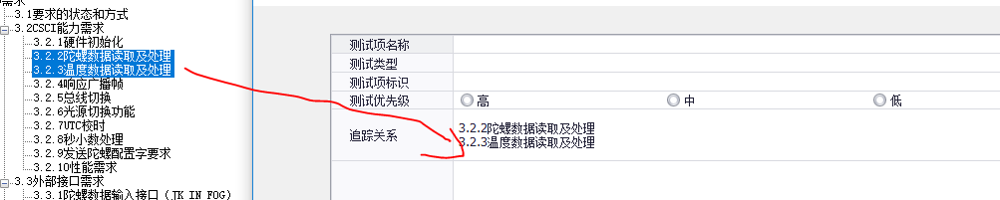 3.1要求的状态和方式
3.2CSCI能力需求
3.2.1硬件初始化
3.2.2陀螺数据读取及处理
3.2.3温度数据读取及处理
3.2.4响应广播帧
3.2.5总线切换
3.2.6光源切换功能
3.2.7UTC校时
3.2.8秒小数处理
3.2.9发送陀螺配置字要求
3.2.10性能需求
3.3外部接口需求
3.3.1陀螺数据输入接口（JK_IN_FOG）
测试项名称
测试类型
测试项标识
测试优先级
高
中
低
追踪关系
3.2.2陀螺数据读取及处理
3.2.3温度数据读取及处理